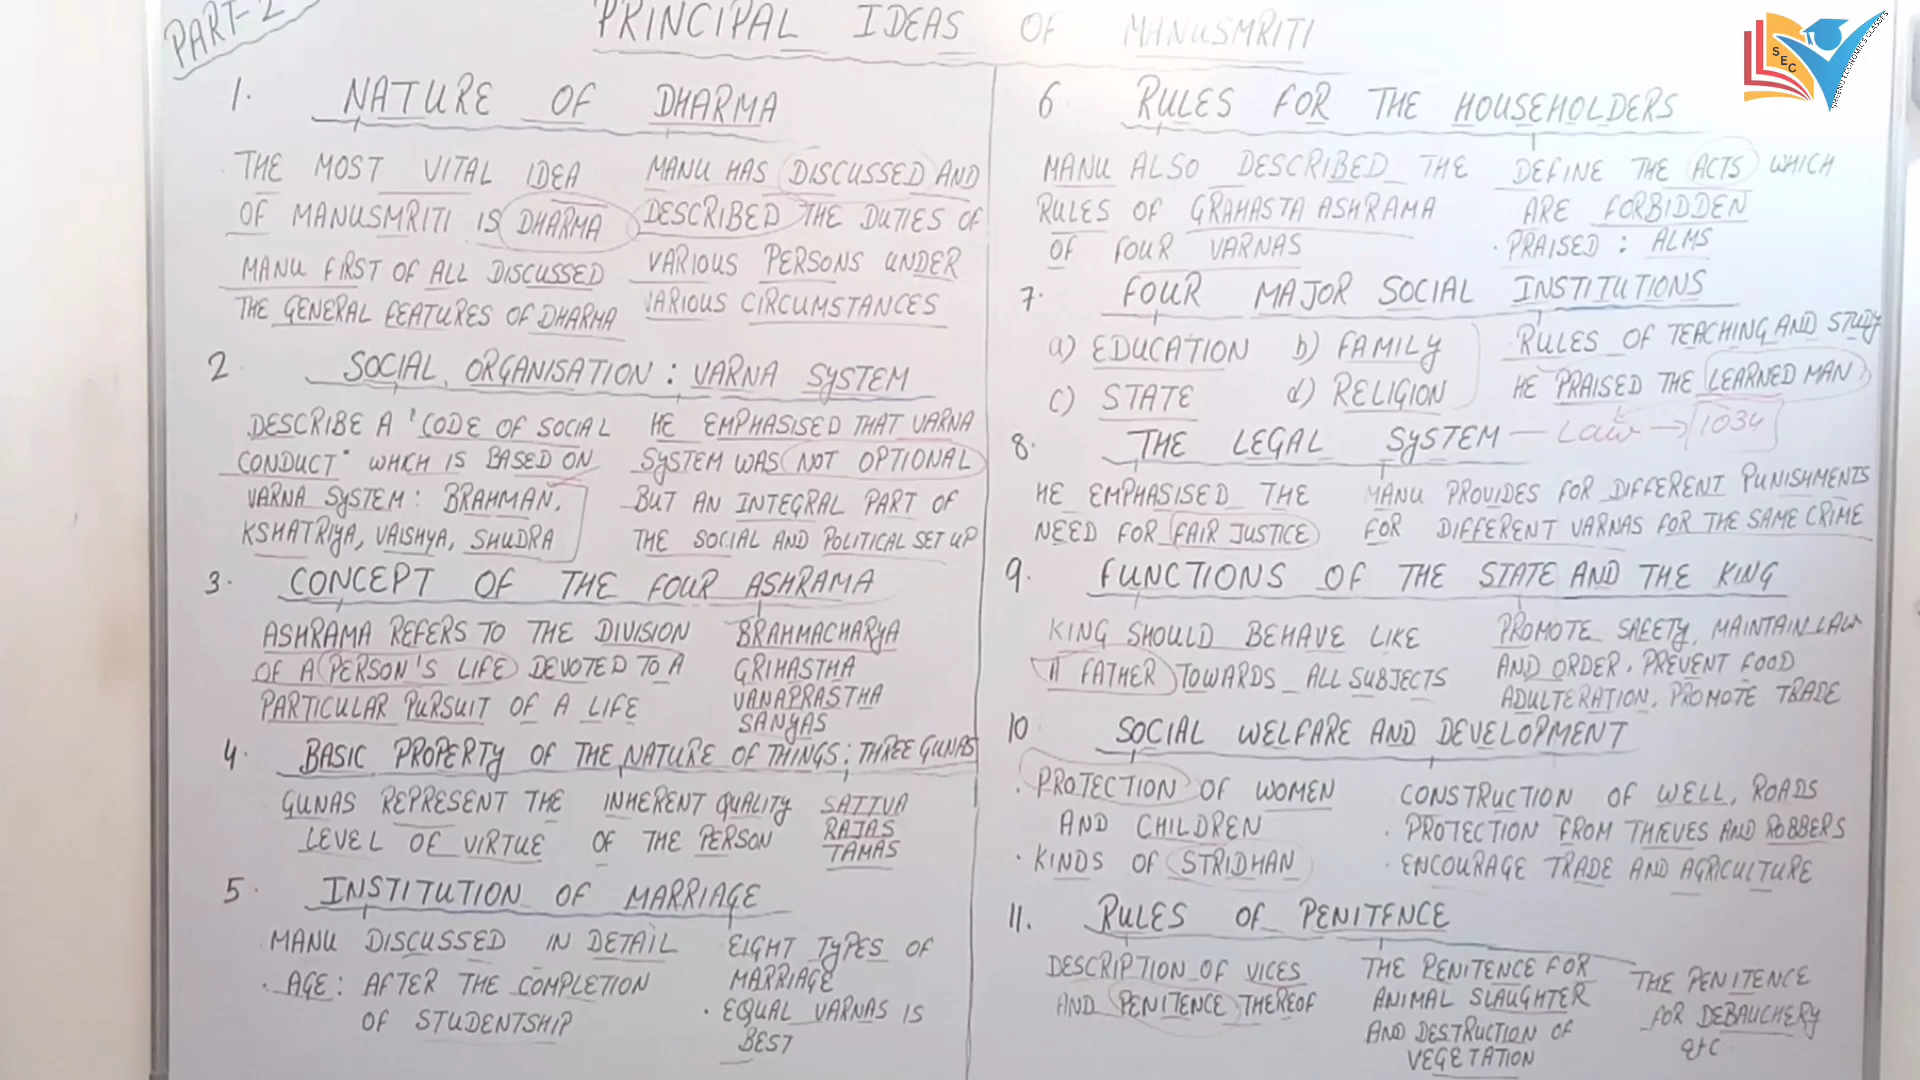 PART-2
PRINCIPAL IDEAS OF MANUSMRITI
1. NATURE OF DHARMA
THE MOST VITAL IDEA
OF MANUSMRITI IS DHARMA
MANU FIRST OF ALL DISCUSSED
THE GENERAL FEATURES OF DHARMA
MANU HAS DISCUSSED AND
DESCRIBED THE DUTIES OF
VARIOUS PERSONS UNDER
VARIOUS CIRCUMSTANCES
2 SOCIAL ORGANISATION : VARNA SYSTEM
DESCRIBE A "CODE OF SOCIAL
CONDUCT" WHICH IS BASED ON
VARNA SYSTEM : BRAHMAN,
KSHATRIYA, VAISHYA, SHUDRA
HE EMPHASISED THAT VARNA
SYSTEM WAS NOT OPTIONAL
BUT AN INTEGRAL PART OF
THE SOCIAL AND POLITICAL SET UP
3. CONCEPT OF THE FOUR ASHRAMA
ASHRAMA REFERS TO THE DIVISION
OF A PERSON'S LIFE DEVOTED TO A
PARTICULAR PURSUIT OF A LIFE
BRAHMACHARYA
GRIHASTHA
VANAPRASTHA
SANYAS
4. BASIC PROPERTY OF THE NATURE OF THINGS : THREE GUNAS
GUNAS REPRESENT THE INHERENT QUALITY
LEVEL OF VIRTUE OF THE PERSON
SATTVA
RAJAS
TAMAS
5. INSTITUTION OF MARRIAGE
MANU DISCUSSED IN DETAIL
· AGE : AFTER THE COMPLETION
OF STUDENTSHIP
EIGHT TYPES OF
MARRIAGE
· EQUAL VARNAS IS
BEST
6 RULES FOR THE HOUSEHOLDERS
MANU ALSO DESCRIBED THE
RULES OF GRAHASTA ASHRAMA
OF FOUR VARNAS
DEFINE THE ACTS WHICH
ARE FORBIDDEN
· PRAISED : ALMS
7. FOUR MAJOR SOCIAL INSTITUTIONS
a) EDUCATION b) FAMILY
c) STATE d) RELIGION
RULES OF TEACHING AND STUDY
HE PRAISED THE LEARNED MAN
8. THE LEGAL SYSTEM — Law → 1034
HE EMPHASISED THE
NEED FOR FAIR JUSTICE
MANU PROVIDES FOR DIFFERENT PUNISHMENTS
FOR DIFFERENT VARNAS FOR THE SAME CRIME
9. FUNCTIONS OF THE STATE AND THE KING
KING SHOULD BEHAVE LIKE
A FATHER TOWARDS ALL SUBJECTS
PROMOTE SAFETY, MAINTAIN LAW
AND ORDER, PREVENT FOOD
ADULTERATION, PROMOTE TRADE
10 SOCIAL WELFARE AND DEVELOPMENT
· PROTECTION OF WOMEN
AND CHILDREN
· KINDS OF STRIDHAN
CONSTRUCTION OF WELL, ROADS
· PROTECTION FROM THIEVES AND ROBBERS
· ENCOURAGE TRADE AND AGRICULTURE
11. RULES OF PENITENCE
DESCRIPTION OF VICES
AND PENITENCE THEREOF
THE PENITENCE FOR
ANIMAL SLAUGHTER
AND DESTRUCTION OF
VEGETATION
THE PENITENCE
FOR DEBAUCHERY
etc
SEC